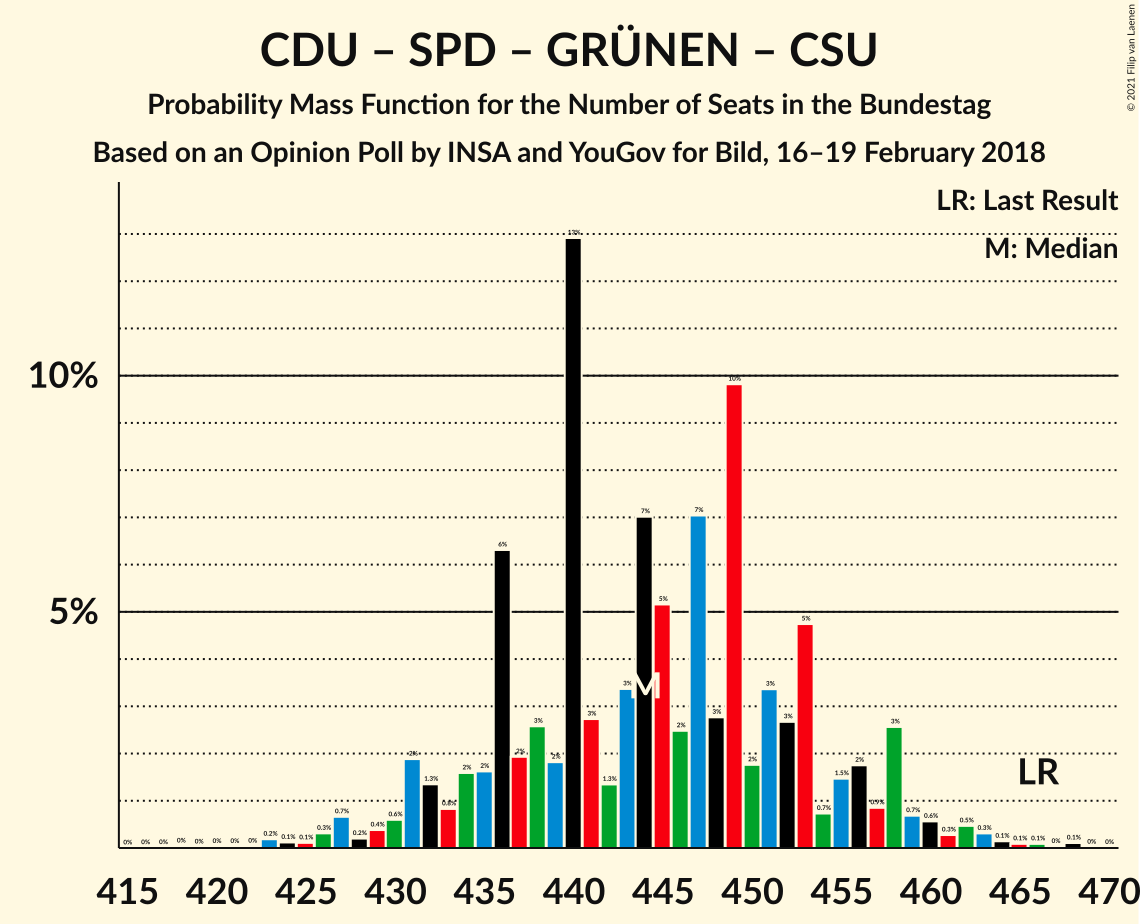 CDU – SPD – GRÜNEN – CSU
Probability Mass Function for the Number of Seats in the Bundestag
Based on an Opinion Poll by INSA and YouGov for Bild, 16–19 February 2018
© 2021 Filip van Laenen
LR: Last Result
M: Median
10%
5%
0% 0% 0% 0% 0% 0% 0% 0% 0.2% 0.1% 0.1% 0.3% 0.7% 0.2% 0.4% 0.6% 2% 1.3% 0.8% 2% 2% 6% 2% 3% 2% 13% 3% 1.3% 3% 7% 5% 2% 7% 3% 10% 2% 3% 3% 5% 0.7% 1.5% 2% 0.9% 3% 0.7% 0.6% 0.3% 0.5% 0.3% 0.1% 0.1% 0.1% 0% 0.1% 0% 0%
M
LR
415 420 425 430 435 440 445 450 455 460 465 470